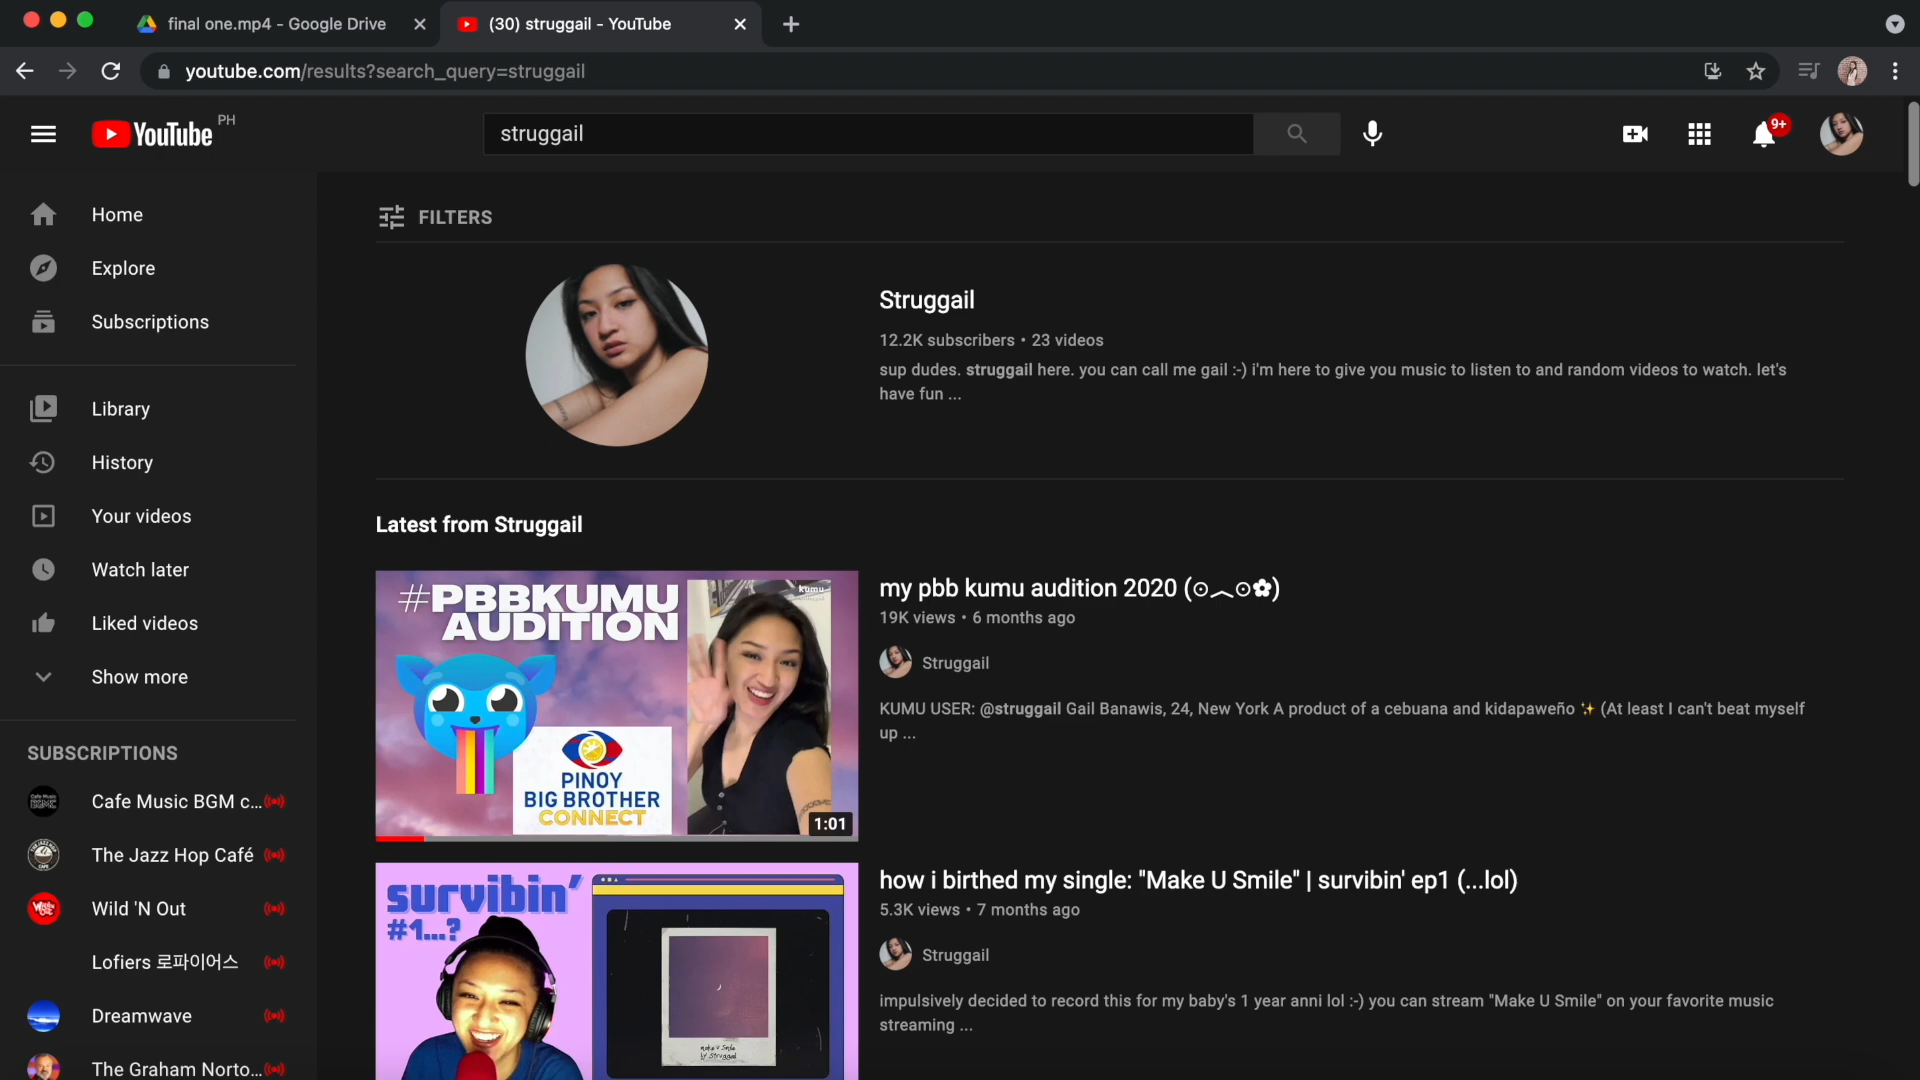 final one.mp4 - Google Drive
(30) struggail - YouTube
youtube.com/results?search_query=struggail
YouTube PH
struggail
9+
Home
Explore
Subscriptions
Library
History
Your videos
Watch later
Liked videos
Show more
SUBSCRIPTIONS
Cafe Music BGM c...
The Jazz Hop Café
Wild 'N Out
Lofiers 로파이어스
Dreamwave
The Graham Norto...
FILTERS
Struggail
12.2K subscribers • 23 videos
sup dudes. struggail here. you can call me gail :-) i'm here to give you music to listen to and random videos to watch. let's
have fun ...
Latest from Struggail
#PBBKUMU
AUDITION
kumu
PINOY
BIG BROTHER
CONNECT
1:01
my pbb kumu audition 2020 (⊙︿⊙✿)
19K views • 6 months ago
Struggail
KUMU USER: @struggail Gail Banawis, 24, New York A product of a cebuana and kidapaweño ✨ (At least I can't beat myself
up ...
survibin'
#1...?
make u smile
by struggail
how i birthed my single: "Make U Smile" | survibin' ep1 (...lol)
5.3K views • 7 months ago
Struggail
impulsively decided to record this for my baby's 1 year anni lol :-) you can stream "Make U Smile" on your favorite music
streaming ...